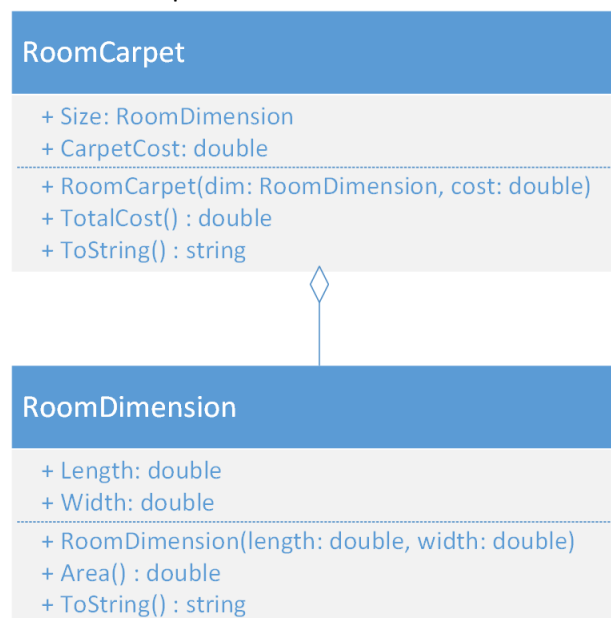 RoomCarpet
+ Size: RoomDimension
+ CarpetCost: double
+ RoomCarpet(dim: RoomDimension, cost: double)
+ TotalCost() : double
+ ToString() : string
RoomDimension
+ Length: double
+ Width: double
+ RoomDimension(length: double, width: double)
+ Area() : double
+ ToString() : string